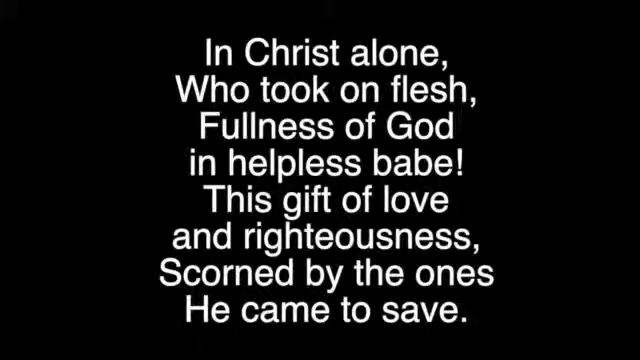 In Christ alone,
Who took on flesh,
Fullness of God
in helpless babe!
This gift of love
and righteousness,
Scorned by the ones
He came to save.